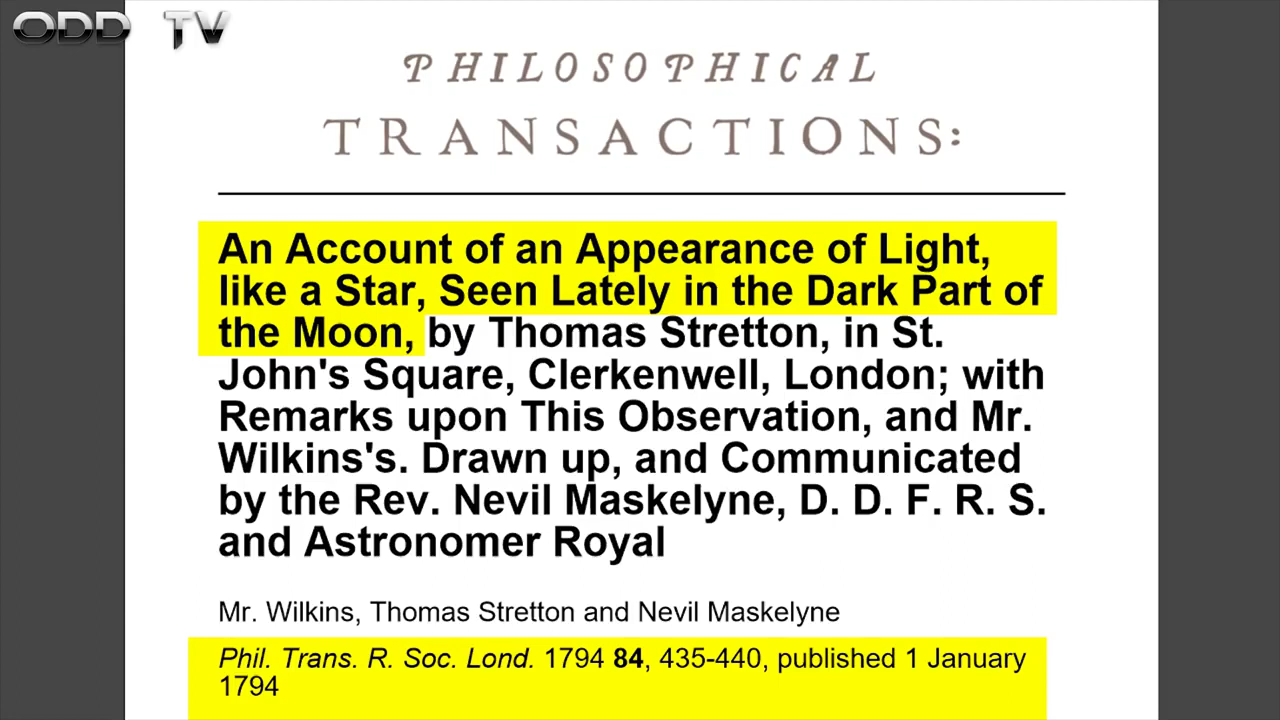 ODD TV
PHILOSOPHICAL
TRANSACTIONS:
An Account of an Appearance of Light,
like a Star, Seen Lately in the Dark Part of
the Moon, by Thomas Stretton, in St.
John's Square, Clerkenwell, London; with
Remarks upon This Observation, and Mr.
Wilkins's. Drawn up, and Communicated
by the Rev. Nevil Maskelyne, D. D. F. R. S.
and Astronomer Royal
Mr. Wilkins, Thomas Stretton and Nevil Maskelyne
Phil. Trans. R. Soc. Lond. 1794 84, 435-440, published 1 January
1794